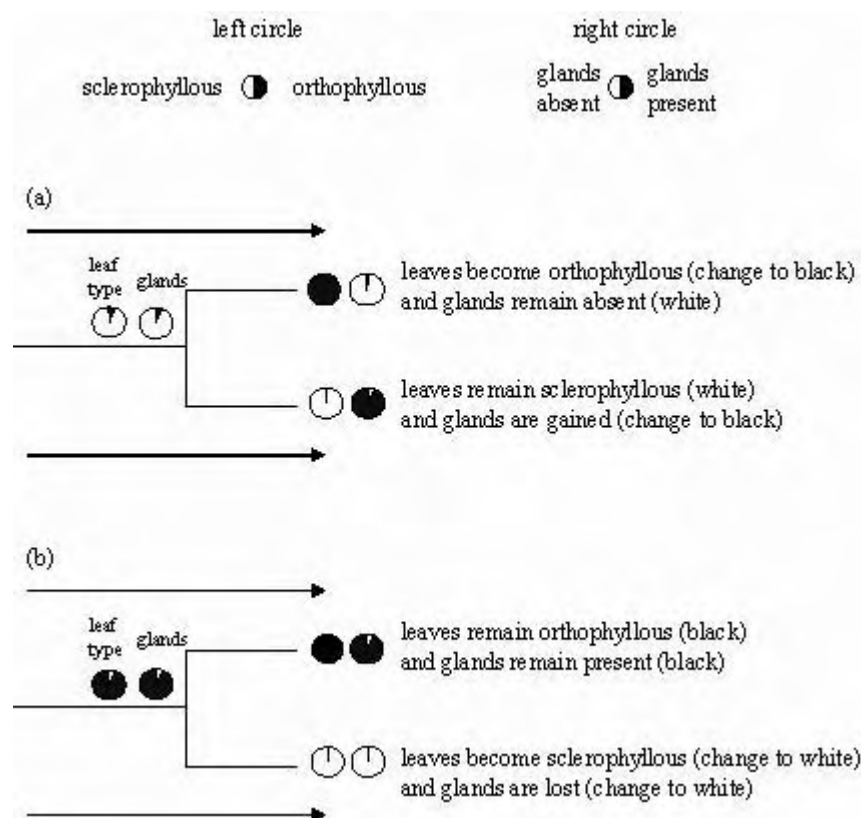 left circle
right circle
sclerophyllous
orthophyllous
glands absent
glands present
(a)
leaf type
glands
leaves become orthophyllous (change to black)
and glands remain absent (white)
leaves remain sclerophyllous (white)
and glands are gained (change to black)
(b)
leaf type
glands
leaves remain orthophyllous (black)
and glands remain present (black)
leaves become sclerophyllous (change to white)
and glands are lost (change to white)